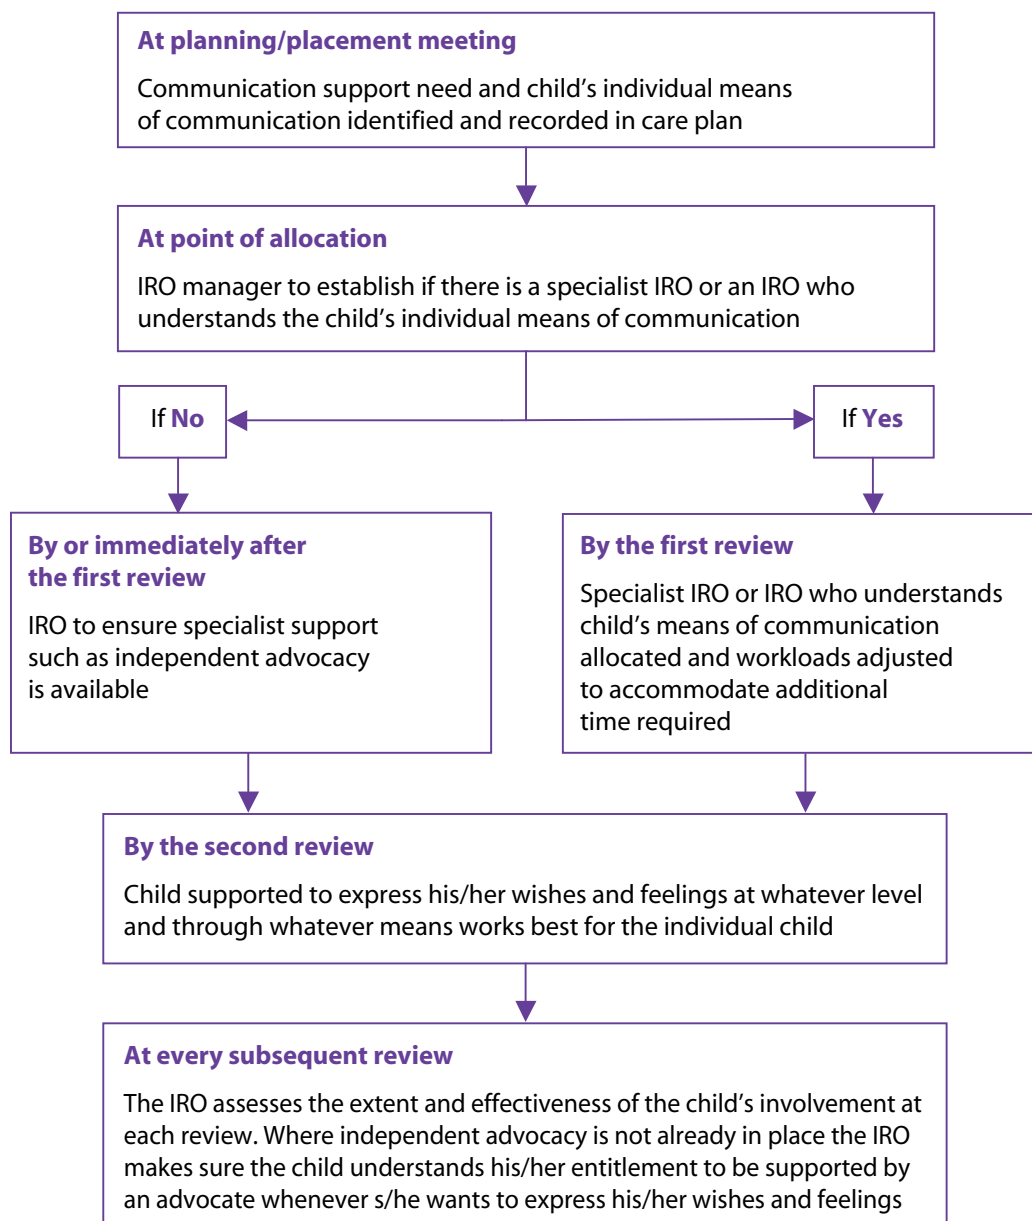 At planning/placement meeting
Communication support need and child’s individual means
of communication identified and recorded in care plan
At point of allocation
IRO manager to establish if there is a specialist IRO or an IRO who
understands the child’s individual means of communication
If No
If Yes
By or immediately after
the first review
IRO to ensure specialist support
such as independent advocacy
is available
By the first review
Specialist IRO or IRO who understands
child’s means of communication
allocated and workloads adjusted
to accommodate additional
time required
By the second review
Child supported to express his/her wishes and feelings at whatever level
and through whatever means works best for the individual child
At every subsequent review
The IRO assesses the extent and effectiveness of the child’s involvement at
each review. Where independent advocacy is not already in place the IRO
makes sure the child understands his/her entitlement to be supported by
an advocate whenever s/he wants to express his/her wishes and feelings